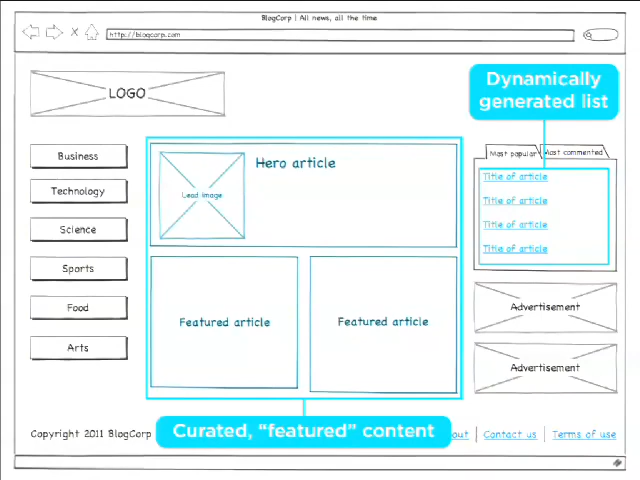 BlogCorp | All news, all the time
http://blogcorp.com
Dynamically
generated list
LOGO
Business
Technology
Science
Sports
Food
Arts
Hero article
Lead image
Featured article
Featured article
Most popular
Most commented
Title of article
Title of article
Title of article
Title of article
Advertisement
Advertisement
Curated, "featured" content
Copyright 2011 BlogCorp
Contact us
Terms of use